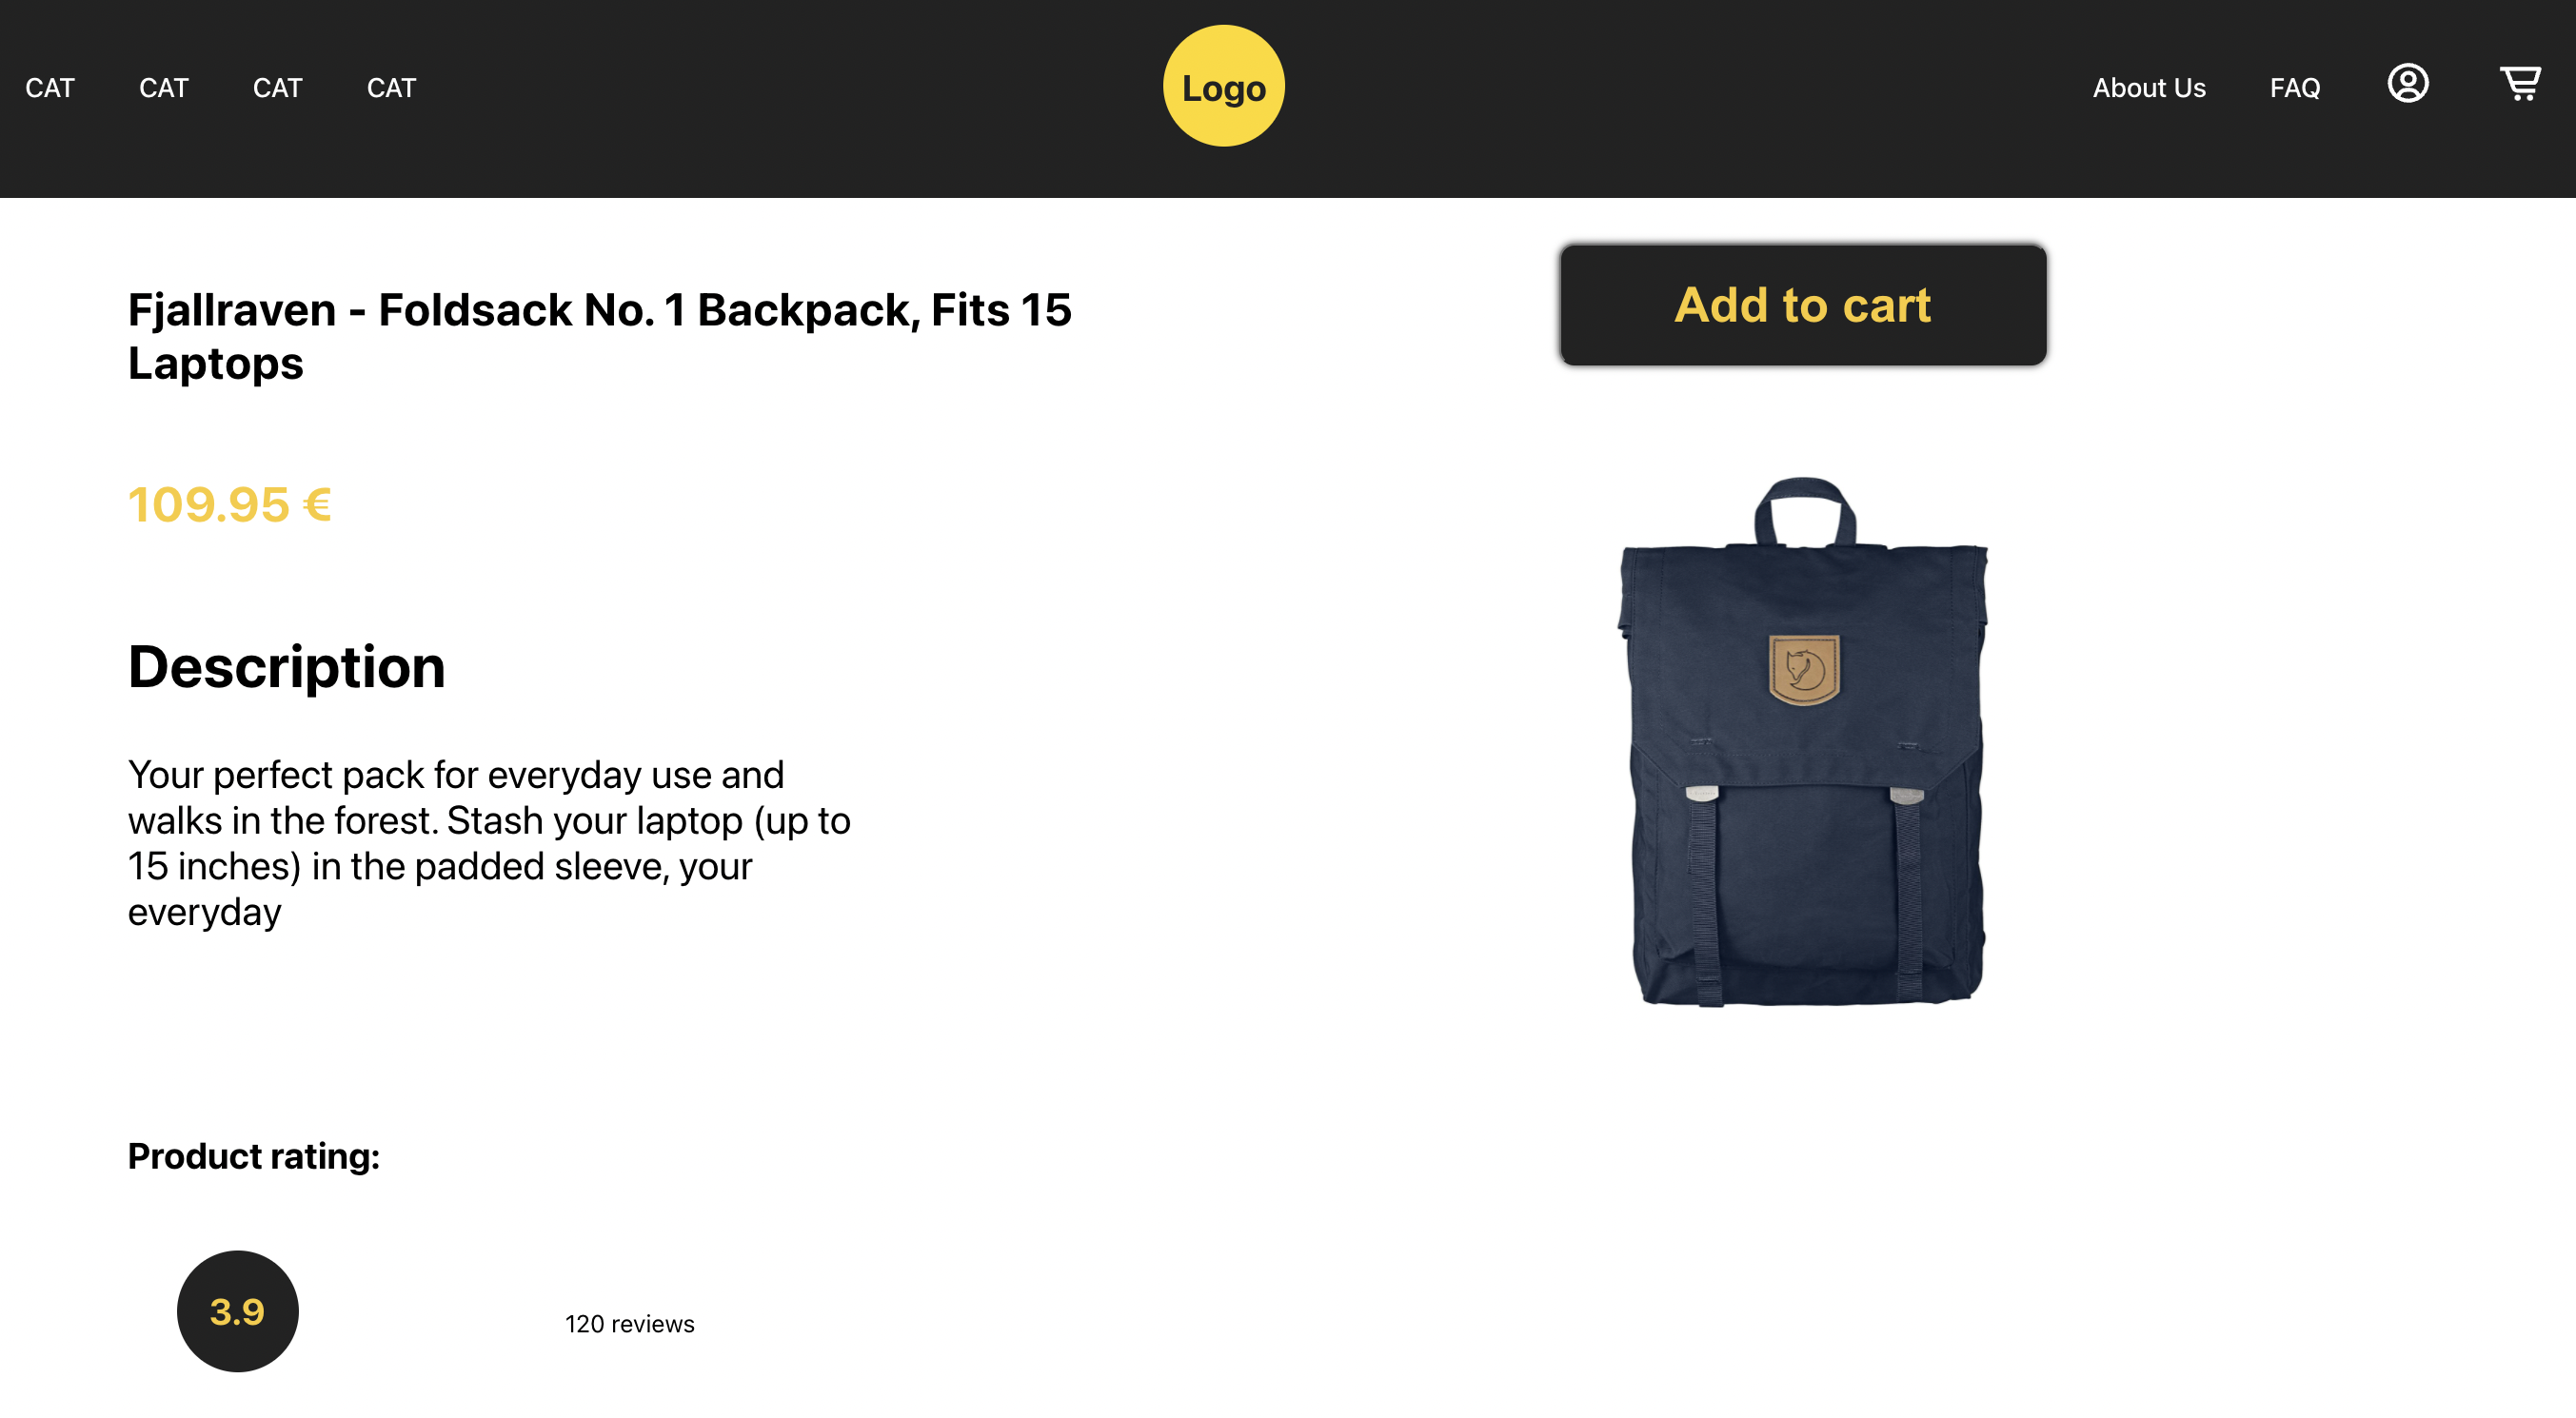 CAT CAT CAT CAT Logo About Us FAQ
Fjallraven - Foldsack No. 1 Backpack, Fits 15
Laptops
Add to cart
109.95 €
Description
Your perfect pack for everyday use and
walks in the forest. Stash your laptop (up to
15 inches) in the padded sleeve, your
everyday
Product rating:
3.9
120 reviews